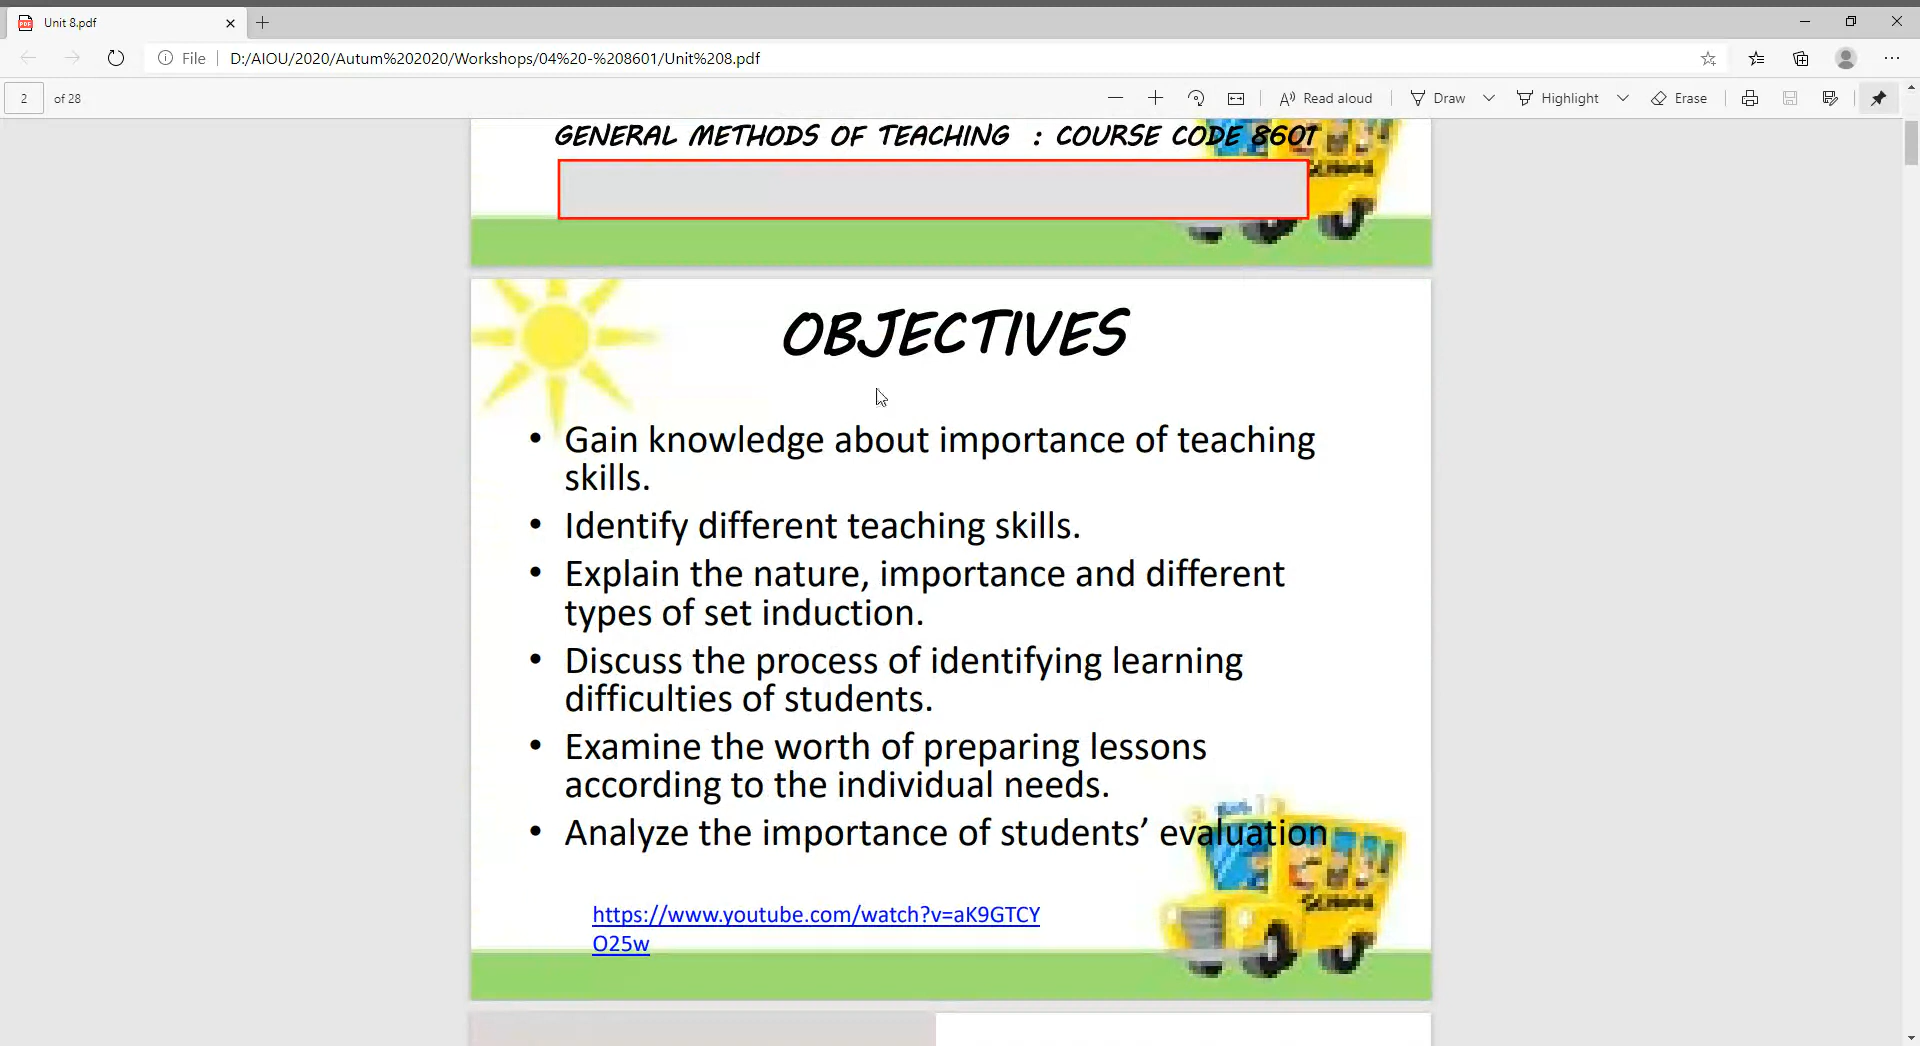 Unit 8.pdf
File
D:/AIOU/2020/Autum%202020/Workshops/04%20-%208601/Unit%208.pdf
2 of 28
Read aloud
Draw
Highlight
Erase
GENERAL METHODS OF TEACHING : COURSE CODE 8601
SCHOOL
OBJECTIVES
• Gain knowledge about importance of teaching
skills.
• Identify different teaching skills.
• Explain the nature, importance and different
types of set induction.
• Discuss the process of identifying learning
difficulties of students.
• Examine the worth of preparing lessons
according to the individual needs.
• Analyze the importance of students’ evaluation
SCHOOL
https://www.youtube.com/watch?v=aK9GTCY
O25w